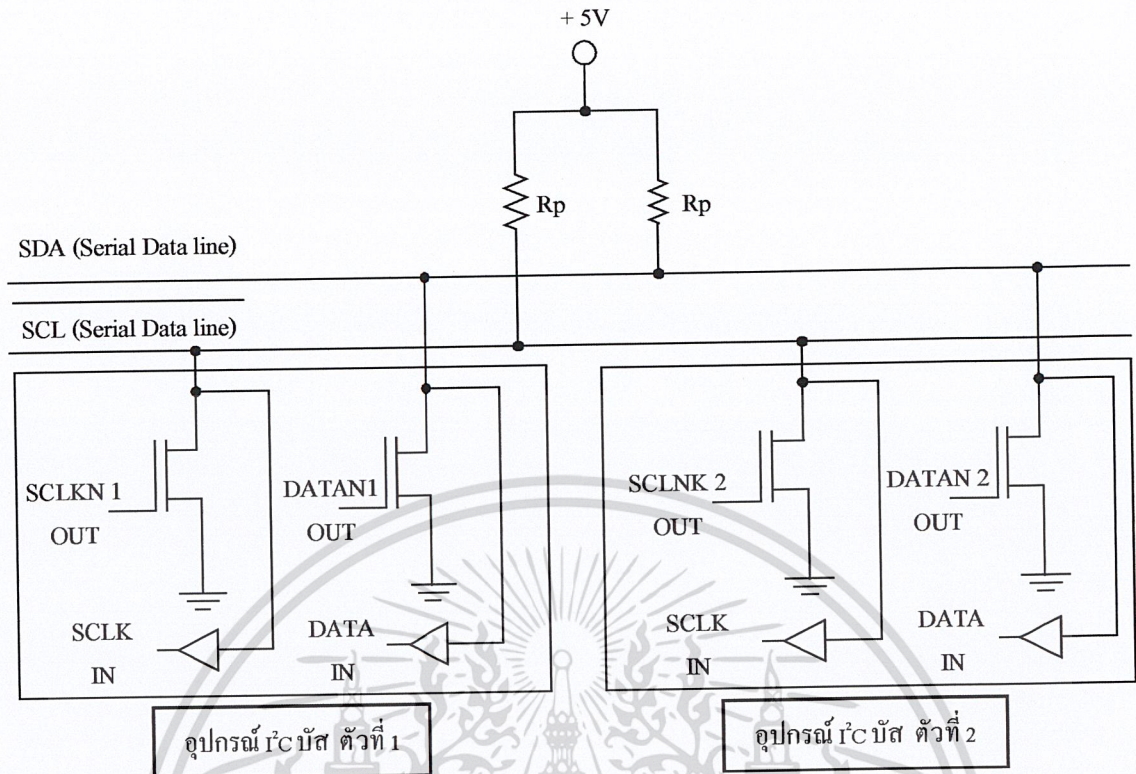 + 5V
Rp
Rp
SDA (Serial Data line)
SCL (Serial Data line)
SCLKN 1
OUT
DATAN1
OUT
SCLNK 2
OUT
DATAN 2
OUT
SCLK
IN
DATA
IN
SCLK
IN
DATA
IN
อุปกรณ์ I²C บัส ตัวที่ 1
อุปกรณ์ I²C บัส ตัวที่ 2